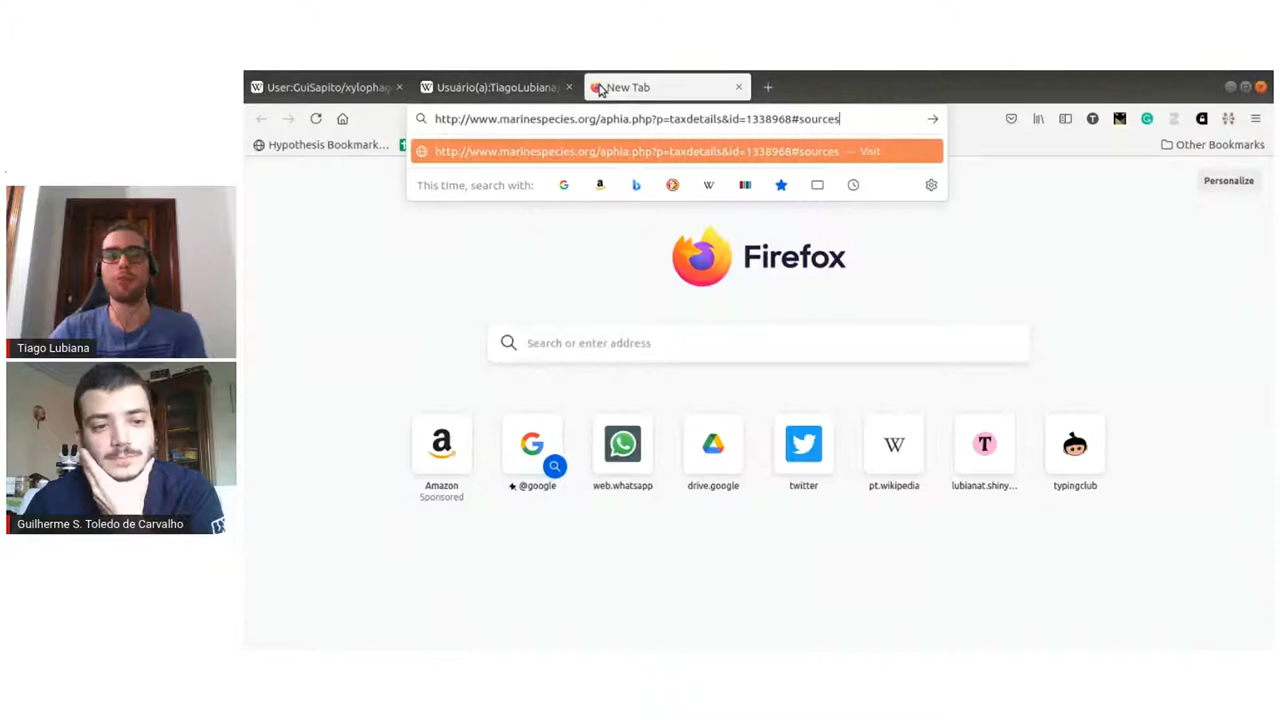 User:GuiSapito/xylophag
Usuário(a):TiagoLubiana/
New Tab
http://www.marinespecies.org/aphia.php?p=taxdetails&id=1338968#sources
Hypothesis Bookmark...
http://www.marinespecies.org/aphia.php?p=taxdetails&id=1338968#sources — Visit
Other Bookmarks
This time, search with:
Personalize
Firefox
Search or enter address
Tiago Lubiana
Amazon
Sponsored
@google
web.whatsapp
drive.google
twitter
pt.wikipedia
lubianat.shiny...
typingclub
Guilherme S. Toledo de Carvalho